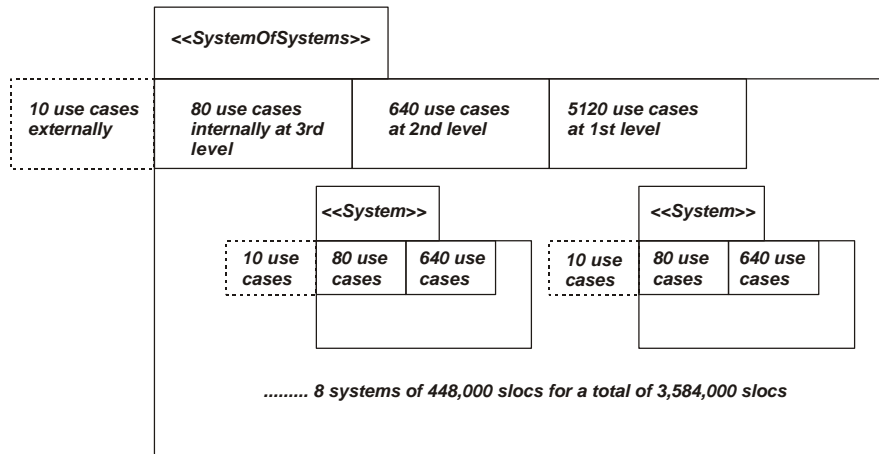 <<SystemOfSystems>>
10 use cases
externally
80 use cases
internally at 3rd
level
640 use cases
at 2nd level
5120 use cases
at 1st level
<<System>>
10 use
cases
80 use
cases
640 use
cases
<<System>>
10 use
cases
80 use
cases
640 use
cases
......... 8 systems of 448,000 slocs for a total of 3,584,000 slocs